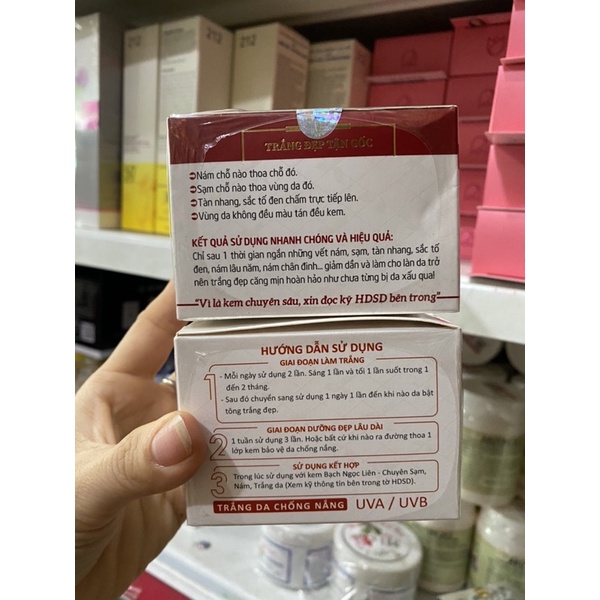 212
212
TRẮNG ĐẸP TẬN GỐC
Nám chỗ nào thoa chỗ đó.
Sạm chỗ nào thoa vùng da đó.
Tàn nhang, sắc tố đen chấm trực tiếp lên.
Vùng da không đều màu tán đều kem.
KẾT QUẢ SỬ DỤNG NHANH CHÓNG VÀ HIỆU QUẢ:
Chỉ sau 1 thời gian ngắn những vết nám, sạm, tàn nhang, sắc tố
đen, nám lâu năm, nám chân đinh... giảm dần và làm cho làn da trở
nên trắng đẹp căng mịn hoàn hảo như chưa từng bị da xấu qua!
"Vì là kem chuyên sâu, xin đọc kỹ HDSD bên trong"
HƯỚNG DẪN SỬ DỤNG
GIAI ĐOẠN LÀM TRẮNG
1
- Mỗi ngày sử dụng 2 lần. Sáng 1 lần và tối 1 lần suốt trong 1
đến 2 tháng.
- Sau đó chuyển sang sử dụng 1 ngày 1 lần đến khi nào da bật
tông trắng đẹp.
GIAI ĐOẠN DƯỠNG ĐẸP LÂU DÀI
2
1 tuần sử dụng 3 lần. Hoặc bất cứ khi nào ra đường thoa 1
lớp kem bảo vệ da chống nắng.
SỬ DỤNG KẾT HỢP
3
Trong lúc sử dụng với kem Bạch Ngọc Liên - Chuyên Sạm,
Nám, Trắng da (Xem kỹ thông tin bên trong tờ HDSD).
TRẮNG DA CHỐNG NẮNG UVA / UVB